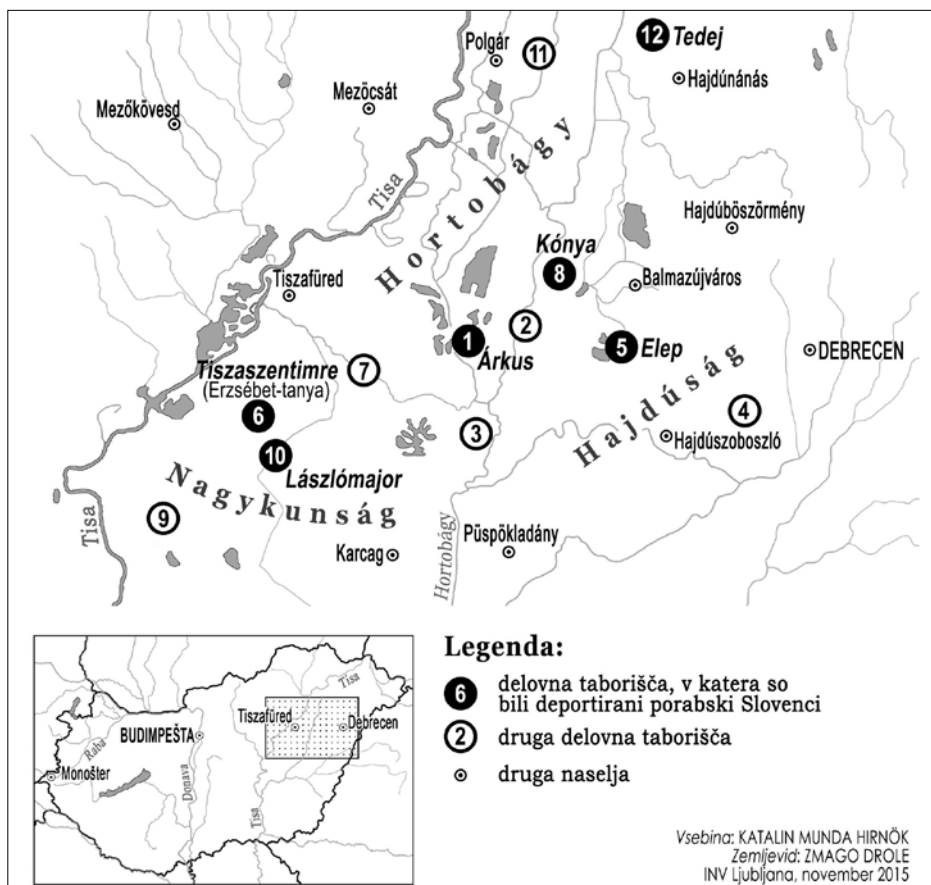 12 Tedej
Polgár
11
Hajdúnánás
Mezőkövesd
Mezöcsát
Tisa
Hortobágy
Hajdúböszörmény
Kónya
8
Balmazújváros
Tiszafüred
2
1
Árkus
5 Elep
DEBRECEN
7
Tiszaszentimre
(Erzsébet-tanya)
6
3
4
Hajdúság
Hajdúszoboszló
10
Lászlómajor
Nagykunság
9
Tisa
Karcag
Hortobágy
Püspökladány
Tisa
Tiszafüred
Debrecen
BUDIMPEŠTA
Raba
Monošter
Donava
Tisa
Legenda:
6 delovna taborišča, v katera so
bili deportirani porabski Slovenci
2 druga delovna taborišča
druga naselja
Vsebina: KATALIN MUNDA HIRNÖK
Zemljevid: ZMAGO DROLE
INV Ljubljana, november 2015